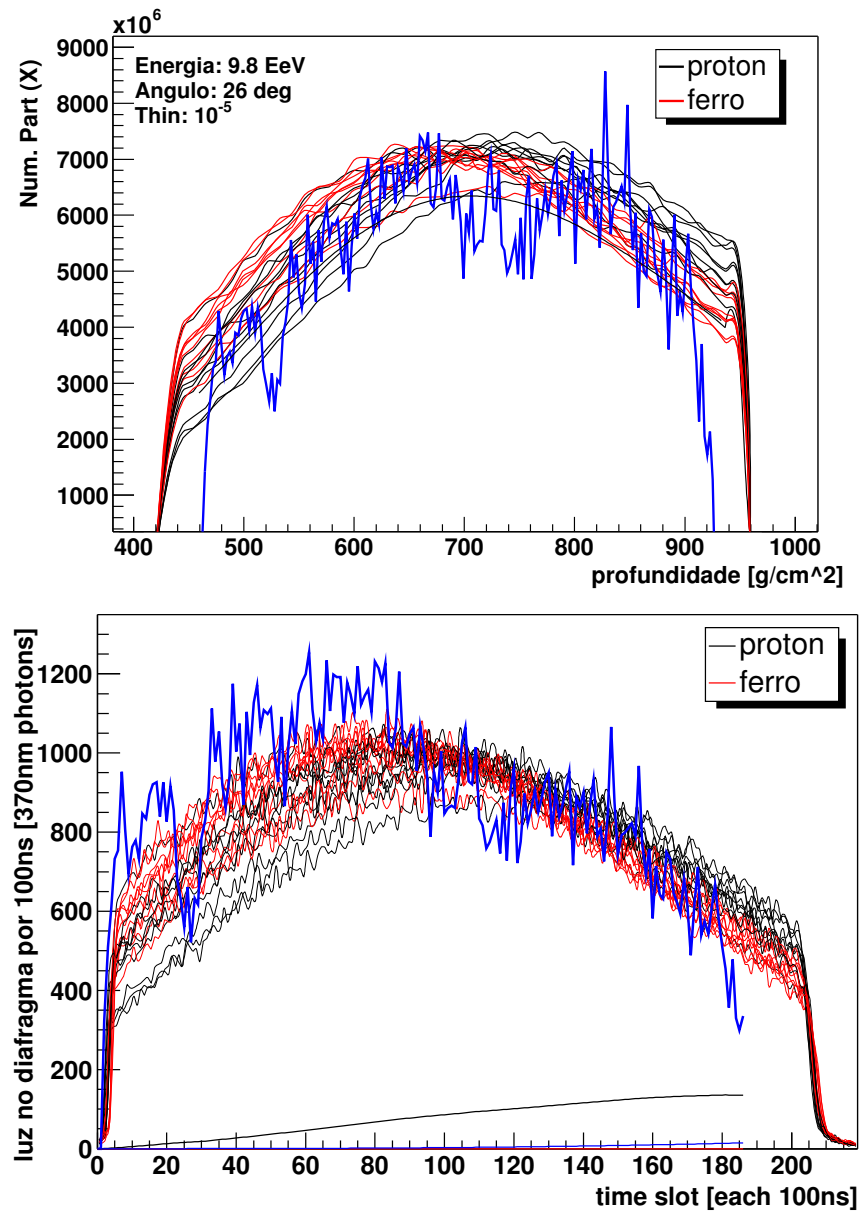 x10⁶
9000
8000
7000
6000
5000
4000
3000
2000
1000
Num. Part (X)
Energia: 9.8 EeV
Angulo: 26 deg
Thin: 10⁻⁵
proton
ferro
400 500 600 700 800 900 1000
profundidade [g/cm^2]
1200
1000
800
600
400
200
0
luz no diafragma por 100ns [370nm photons]
proton
ferro
0 20 40 60 80 100 120 140 160 180 200
time slot [each 100ns]